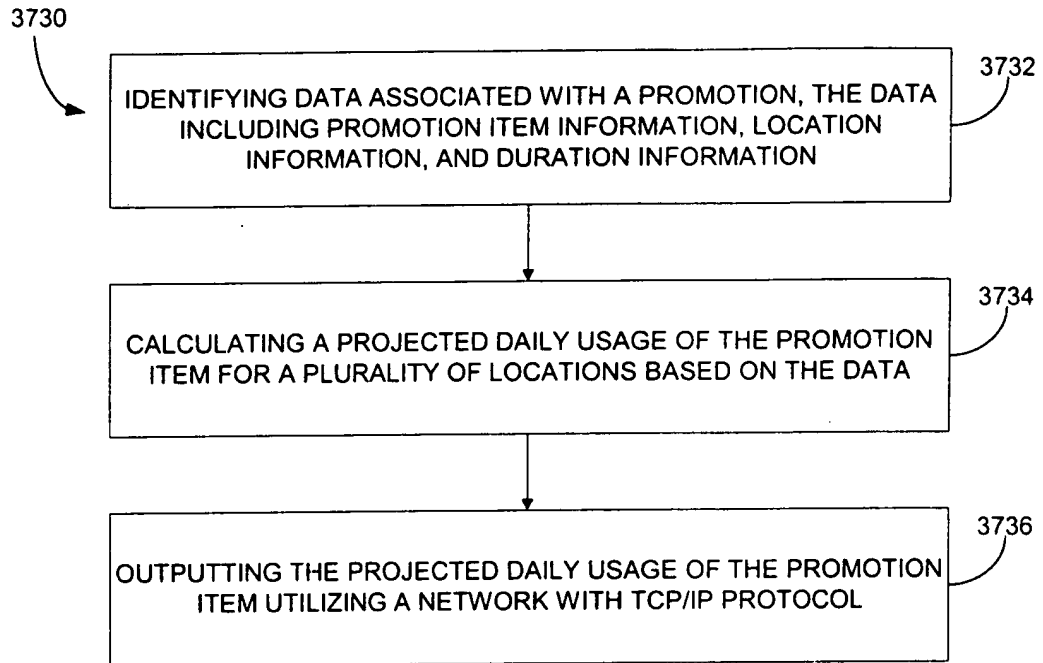 3730
3732
IDENTIFYING DATA ASSOCIATED WITH A PROMOTION, THE DATA
INCLUDING PROMOTION ITEM INFORMATION, LOCATION
INFORMATION, AND DURATION INFORMATION
3734
CALCULATING A PROJECTED DAILY USAGE OF THE PROMOTION
ITEM FOR A PLURALITY OF LOCATIONS BASED ON THE DATA
3736
OUTPUTTING THE PROJECTED DAILY USAGE OF THE PROMOTION
ITEM UTILIZING A NETWORK WITH TCP/IP PROTOCOL